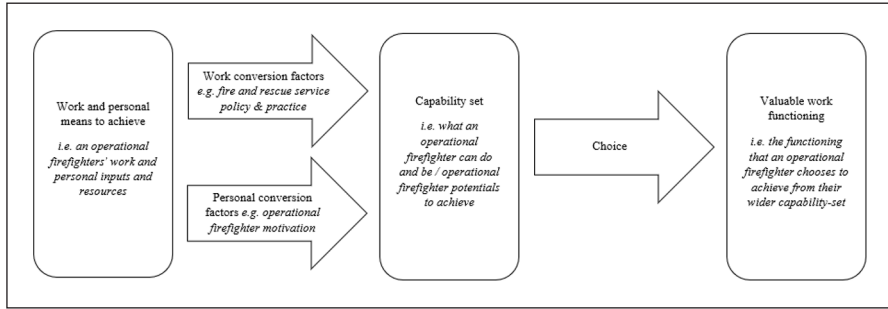 Work and personal
means to achieve
i.e. an operational
firefighters' work and
personal inputs and
resources
Work conversion factors
e.g. fire and rescue service
policy & practice
Personal conversion
factors e.g. operational
firefighter motivation
Capability set
i.e. what an
operational
firefighter can do
and be / operational
firefighter potentials
to achieve
Choice
Valuable work
functioning
i.e. the functioning
that an operational
firefighter chooses to
achieve from their
wider capability-set